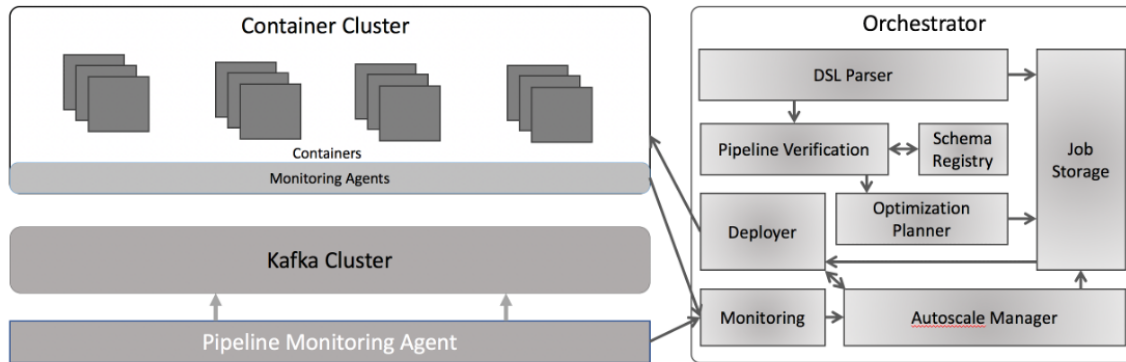 Container Cluster
Containers
Monitoring Agents
Kafka Cluster
Pipeline Monitoring Agent
Orchestrator
DSL Parser
Pipeline Verification
Schema
Registry
Job
Storage
Deployer
Optimization
Planner
Monitoring
Autoscale Manager